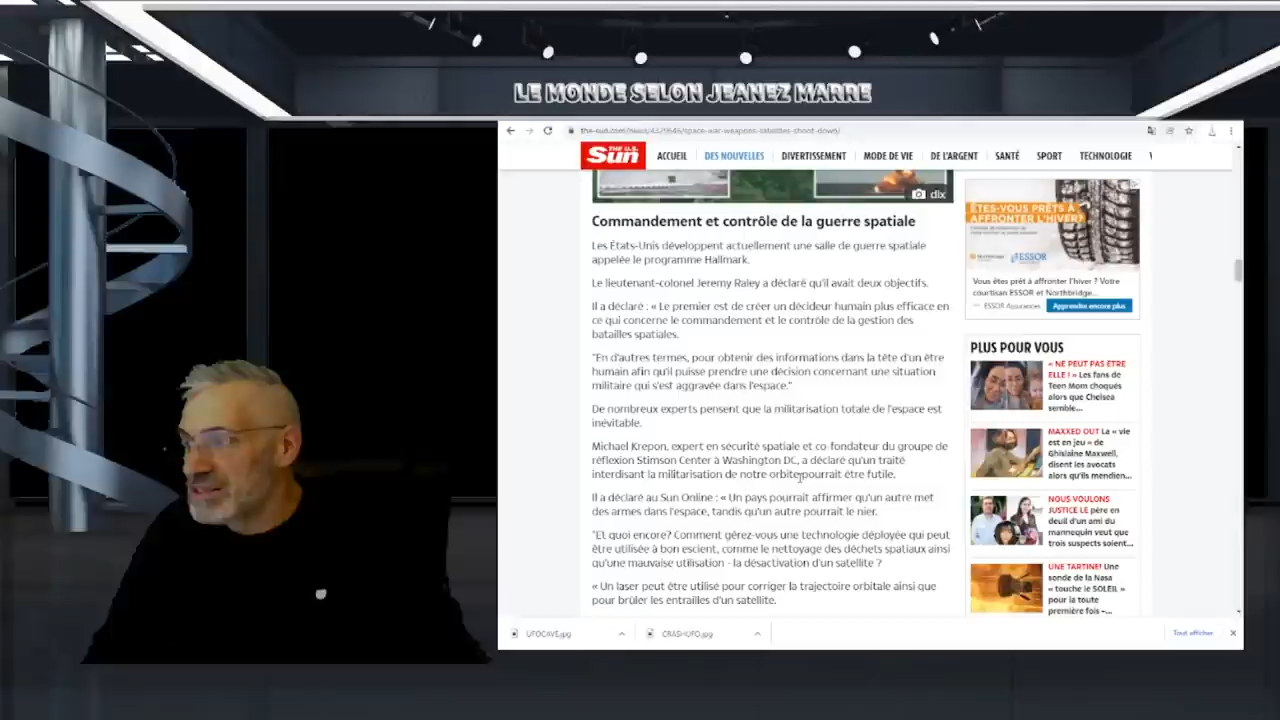 LE MONDE SELON JEANEZ MARRE
the-sun.com/news/4371646/space-war-weapons-satellites-shoot-down/
THE U.S. Sun
ACCUEIL DES NOUVELLES DIVERTISSEMENT MODE DE VIE DE L'ARGENT SANTÉ SPORT TECHNOLOGIE
dix
Commandement et contrôle de la guerre spatiale
Les États-Unis développent actuellement une salle de guerre spatiale
appelée le programme Hallmark.
Le lieutenant-colonel Jeremy Raley a déclaré qu'il avait deux objectifs.
Il a déclaré : « Le premier est de créer un décideur humain plus efficace en
ce qui concerne le commandement et le contrôle de la gestion des
batailles spatiales.
"En d'autres termes, pour obtenir des informations dans la tête d'un être
humain afin qu'il puisse prendre une décision concernant une situation
militaire qui s'est aggravée dans l'espace."
De nombreux experts pensent que la militarisation totale de l'espace est
inévitable.
Michael Krepon, expert en sécurité spatiale et co-fondateur du groupe de
réflexion Stimson Center à Washington DC, a déclaré qu'un traité
interdisant la militarisation de notre orbite pourrait être futile.
Il a déclaré au Sun Online : « Un pays pourrait affirmer qu'un autre met
des armes dans l'espace, tandis qu'un autre pourrait le nier.
"Et quoi encore? Comment gérez-vous une technologie déployée qui peut
être utilisée à bon escient, comme le nettoyage des déchets spatiaux ainsi
qu'une mauvaise utilisation - la désactivation d'un satellite ?
« Un laser peut être utilisé pour corriger la trajectoire orbitale ainsi que
pour brûler les entrailles d'un satellite.
ÊTES-VOUS PRÊTS À
AFFRONTER L'HIVER?
ESSOR
Vous êtes prêt à affronter l'hiver ? Votre
courtisan ESSOR et Northbridge...
ESSOR Assurances
Apprendre encore plus
PLUS POUR VOUS
« NE PEUT PAS ÊTRE
ELLE ! » Les fans de
Teen Mom choqués
alors que Chelsea
semble...
MAXXED OUT La « vie
est en jeu » de
Ghislaine Maxwell,
disent les avocats
alors qu'ils mendien...
NOUS VOULONS
JUSTICE LE père en
deuil d'un ami du
mannequin veut que
trois suspects soient...
UNE TARTINE! Une
sonde de la Nasa
« touche le SOLEIL »
pour la toute
première fois –...
UFOCAVE.jpg
CRASHUFO.jpg
Tout afficher